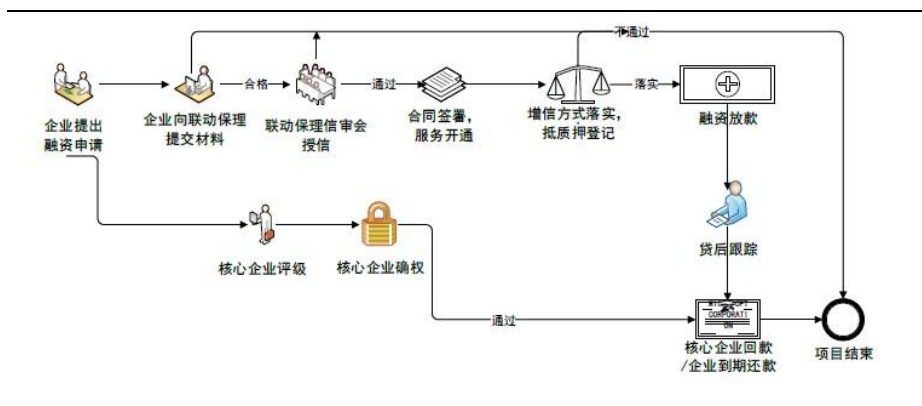 不通过
合格
通过
落实
企业提出
融资申请
企业向联动保理
提交材料
联动保理信审会
授信
合同签署，
服务开通
增信方式落实，
抵质押登记
融资放款
贷后跟踪
核心企业评级
核心企业确权
通过
CORPORATI
ON
核心企业回款
/企业到期还款
项目结束